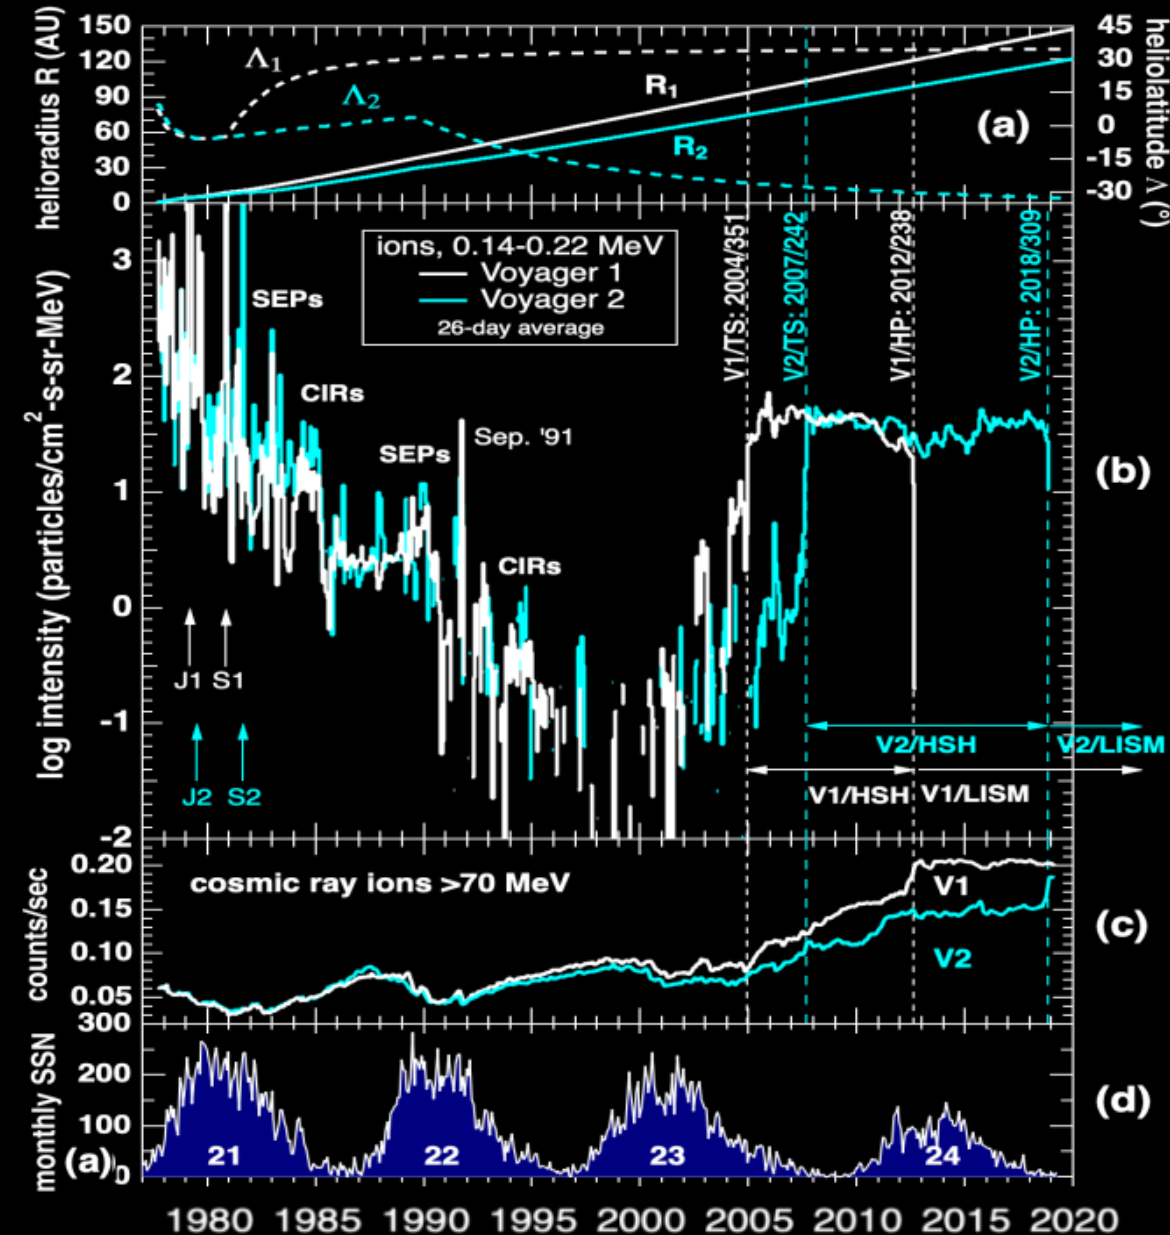 helioradius R (AU)
150
120
90
60
30
0
Λ₁
Λ₂
R₁
R₂
(a)
45
30
15
0
-15
-30
heliolatitude Λ (°)
log intensity (particles/cm²-s-sr-MeV)
3
2
1
0
-1
-2
ions, 0.14-0.22 MeV
Voyager 1
Voyager 2
26-day average
SEPs
CIRs
SEPs
Sep. '91
CIRs
V1/TS: 2004/351
V2/TS: 2007/242
V1/HP: 2012/238
V2/HP: 2018/309
(b)
J1 S1
J2 S2
V2/HSH V2/LISM
V1/HSH V1/LISM
counts/sec
0.20
0.15
0.10
0.05
cosmic ray ions >70 MeV
V1
V2
(c)
monthly SSN
300
200
100
0
(a)
21 22 23 24
(d)
1980 1985 1990 1995 2000 2005 2010 2015 2020